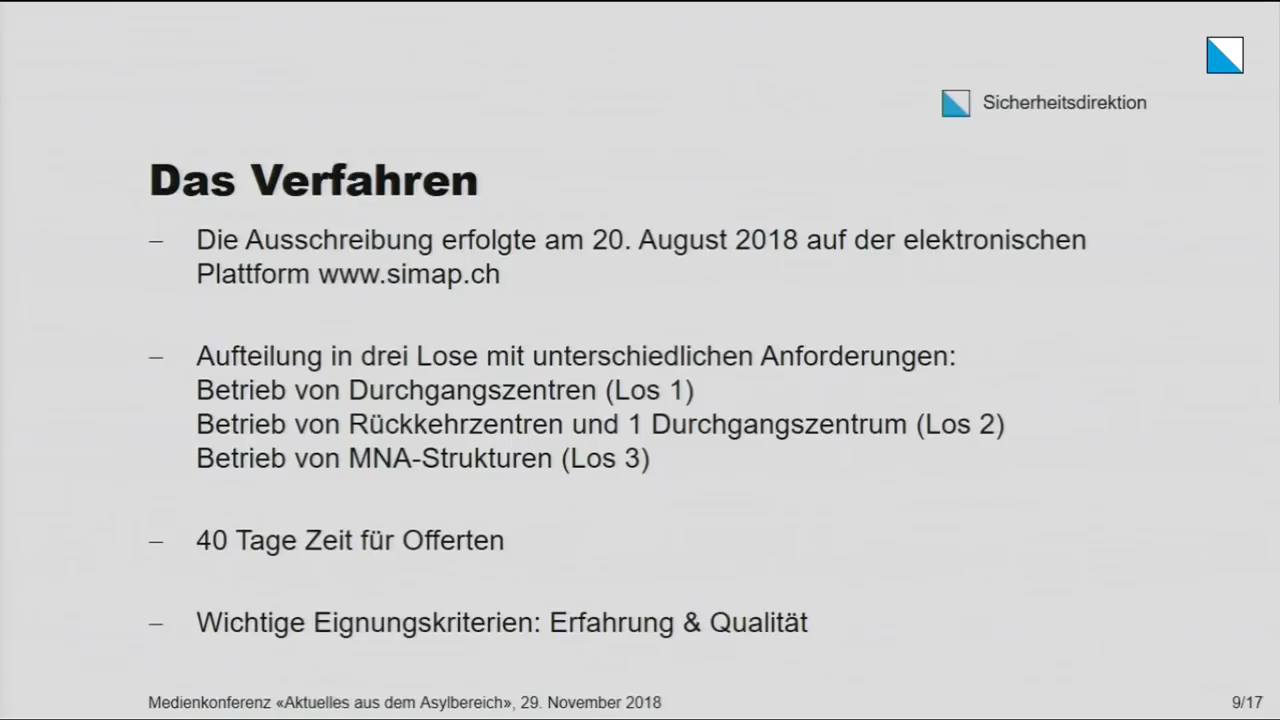 Sicherheitsdirektion
Das Verfahren
– Die Ausschreibung erfolgte am 20. August 2018 auf der elektronischen
Plattform www.simap.ch
– Aufteilung in drei Lose mit unterschiedlichen Anforderungen:
Betrieb von Durchgangszentren (Los 1)
Betrieb von Rückkehrzentren und 1 Durchgangszentrum (Los 2)
Betrieb von MNA-Strukturen (Los 3)
– 40 Tage Zeit für Offerten
– Wichtige Eignungskriterien: Erfahrung & Qualität
Medienkonferenz «Aktuelles aus dem Asylbereich», 29. November 2018 9/17